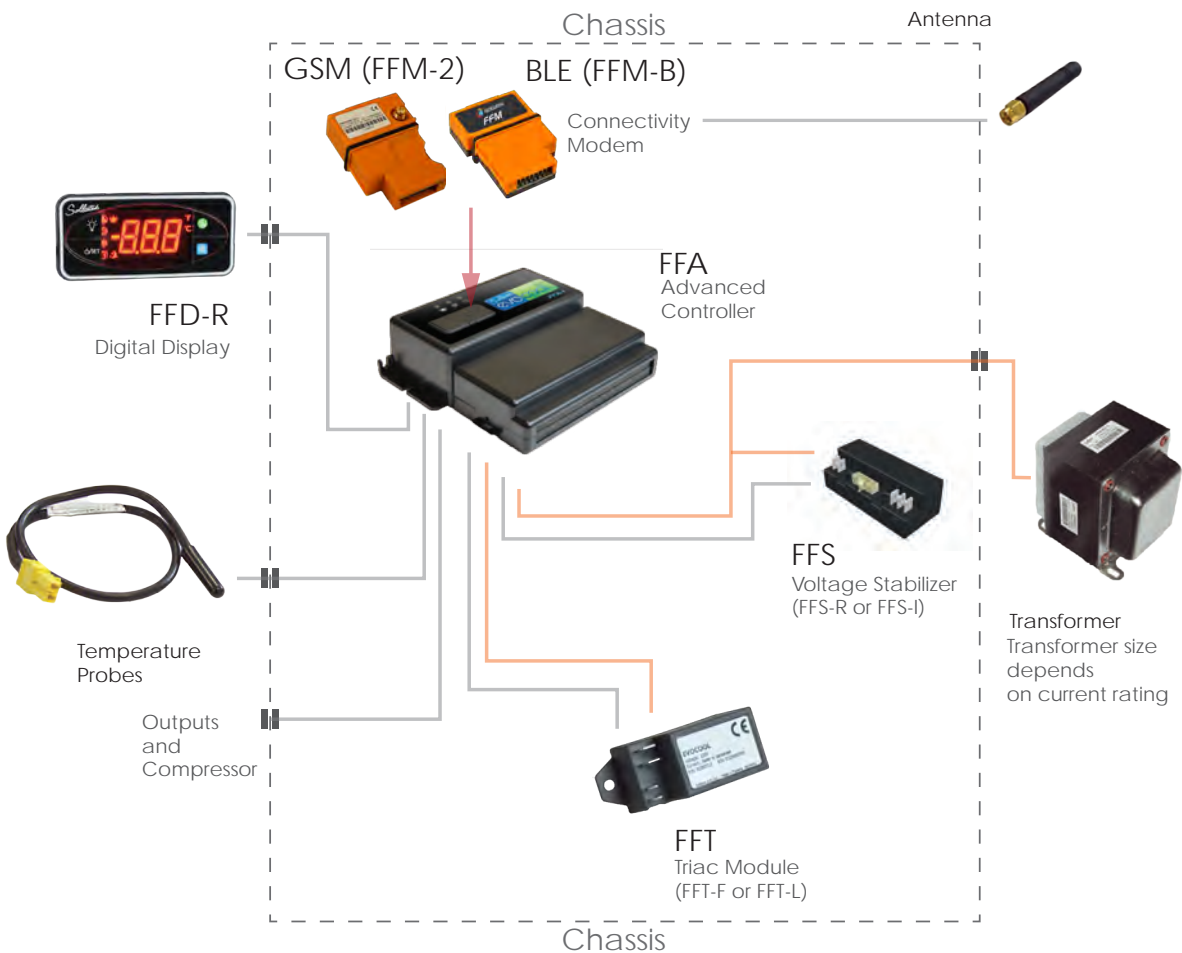 Chassis
Antenna
GSM (FFM-2)
BLE (FFM-B)
Connectivity
Modem
FFM
FFA
Advanced
Controller
FFD-R
Digital Display
FFS
Voltage Stabilizer
(FFS-R or FFS-I)
Transformer
Transformer size
depends
on current rating
Temperature
Probes
Outputs
and
Compressor
EVOCOOL
CE
FFT
Triac Module
(FFT-F or FFT-L)
Chassis